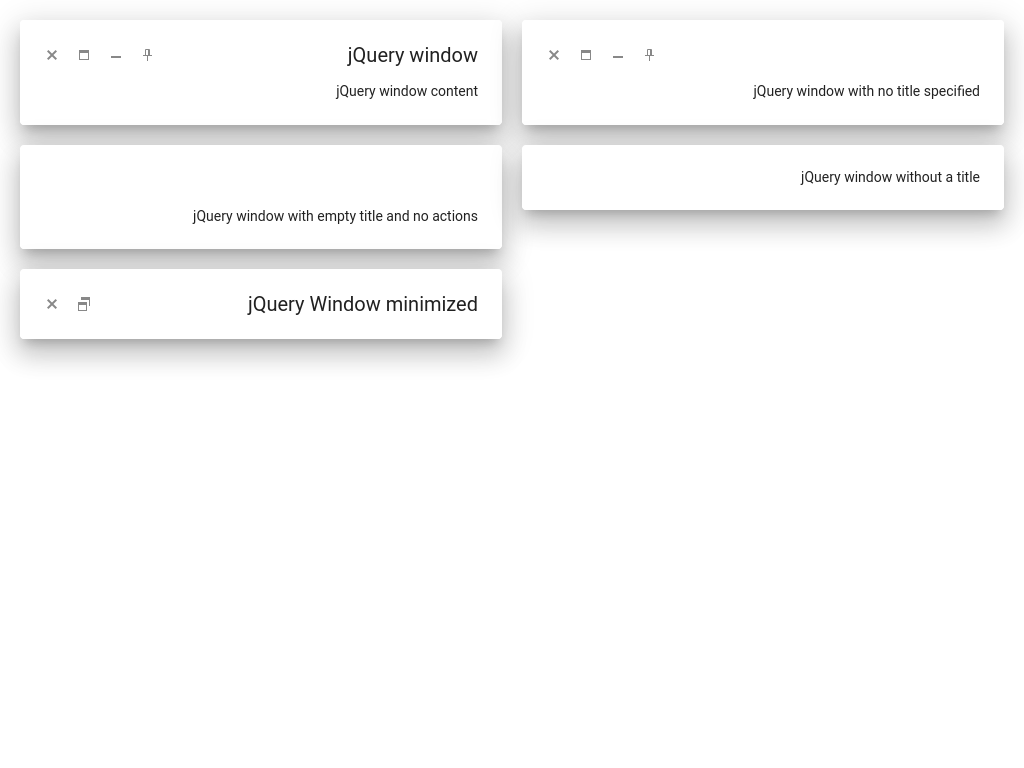 jQuery window
jQuery window content
jQuery window with no title specified
jQuery window with empty title and no actions
jQuery window without a title
jQuery Window minimized